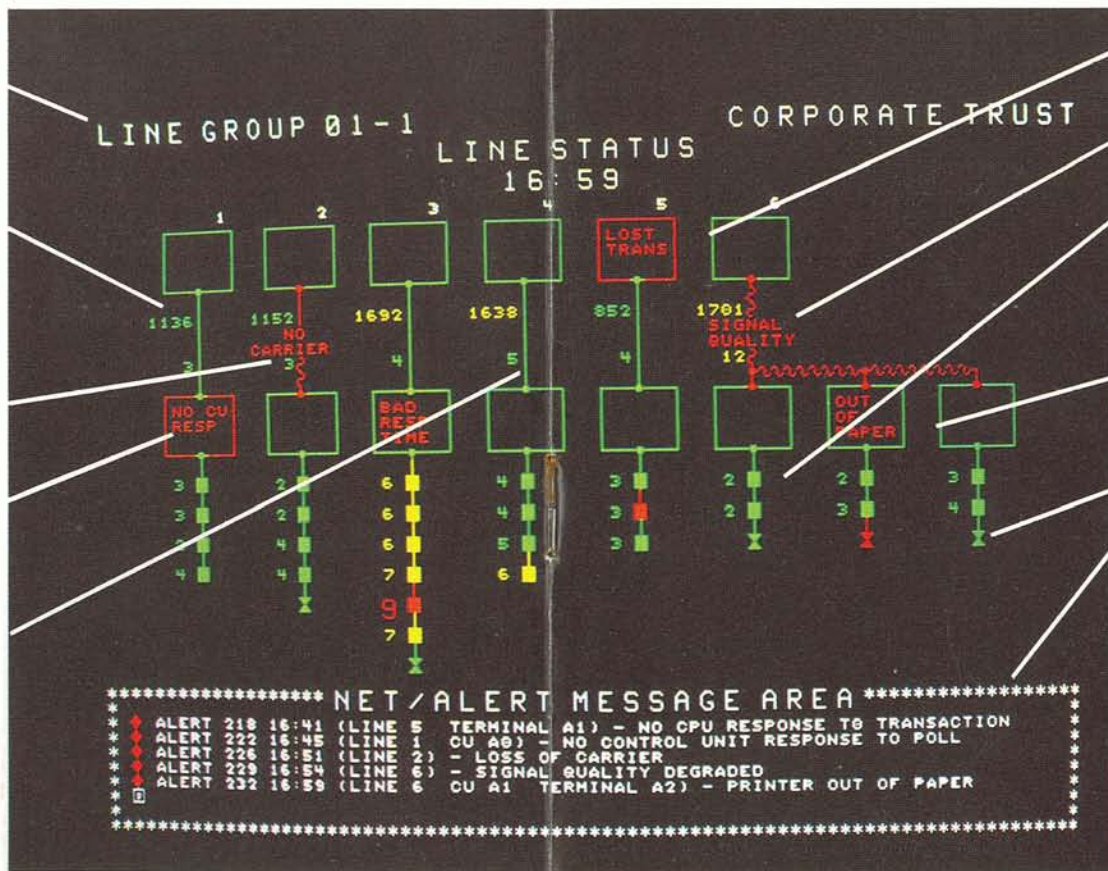 LINE GROUP 01-1
CORPORATE TRUST
LINE STATUS
16:59
1 2 3 4 5 6
LOST
TRANS
1136 1152 1692 1638 852 1701
NO
CARRIER
SIGNAL
QUALITY
3 3 4 5 4 12
NO CU
RESP
BAD
RESP
TIME
OUT
OF
PAPER
3 2 6 4 3 2 2 3
3 2 6 4 3 2 3 4
2 4 6 5 3
4 4 7 6
9
7
***************** NET/ALERT MESSAGE AREA *****************
ALERT 218 16:41 (LINE 5 TERMINAL A1) - NO CPU RESPONSE TO TRANSACTION
ALERT 222 16:45 (LINE 1 CU A0) - NO CONTROL UNIT RESPONSE TO POLL
ALERT 226 16:51 (LINE 2) - LOSS OF CARRIER
ALERT 229 16:54 (LINE 6) - SIGNAL QUALITY DEGRADED
ALERT 232 16:59 (LINE 6 CU A1 TERMINAL A2) - PRINTER OUT OF PAPER